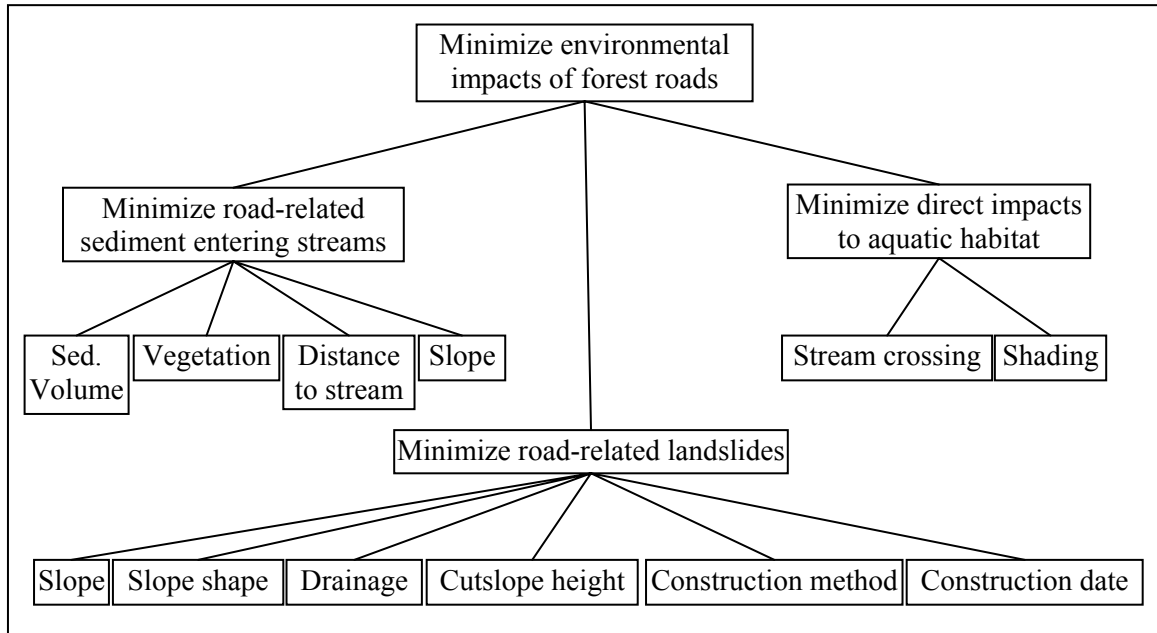 Minimize environmental
impacts of forest roads
Minimize road-related
sediment entering streams
Minimize direct impacts
to aquatic habitat
Sed.
Volume
Vegetation
Distance
to stream
Slope
Stream crossing
Shading
Minimize road-related landslides
Slope
Slope shape
Drainage
Cutslope height
Construction method
Construction date